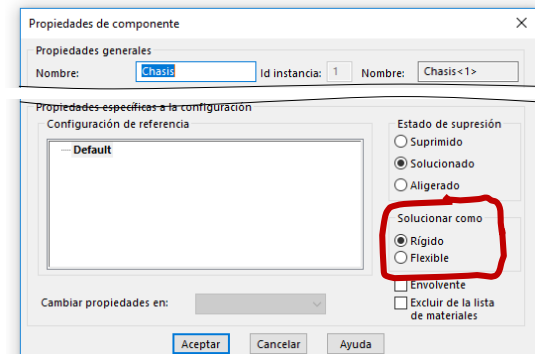 Propiedades de componente
Propiedades generales
Nombre: Chasis Id instancia: 1 Nombre: Chasis<1>
Propiedades específicas a la configuración
Configuración de referencia
Default
Estado de supresión
Suprimido
Solucionado
Aligerado
Solucionar como
Rígido
Flexible
Envolvente
Excluir de la lista
de materiales
Cambiar propiedades en:
Aceptar Cancelar Ayuda